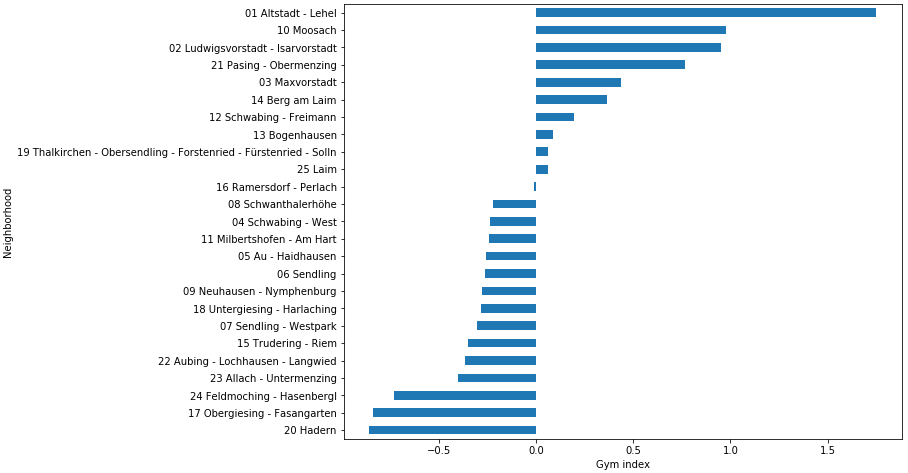 01 Altstadt - Lehel
10 Moosach
02 Ludwigsvorstadt - Isarvorstadt
21 Pasing - Obermenzing
03 Maxvorstadt
14 Berg am Laim
12 Schwabing - Freimann
13 Bogenhausen
19 Thalkirchen - Obersendling - Forstenried - Fürstenried - Solln
25 Laim
16 Ramersdorf - Perlach
08 Schwanthalerhöhe
04 Schwabing - West
11 Milbertshofen - Am Hart
05 Au - Haidhausen
06 Sendling
09 Neuhausen - Nymphenburg
18 Untergiesing - Harlaching
07 Sendling - Westpark
15 Trudering - Riem
22 Aubing - Lochhausen - Langwied
23 Allach - Untermenzing
24 Feldmoching - Hasenbergl
17 Obergiesing - Fasangarten
20 Hadern
Neighborhood
−0.5 0.0 0.5 1.0 1.5
Gym index